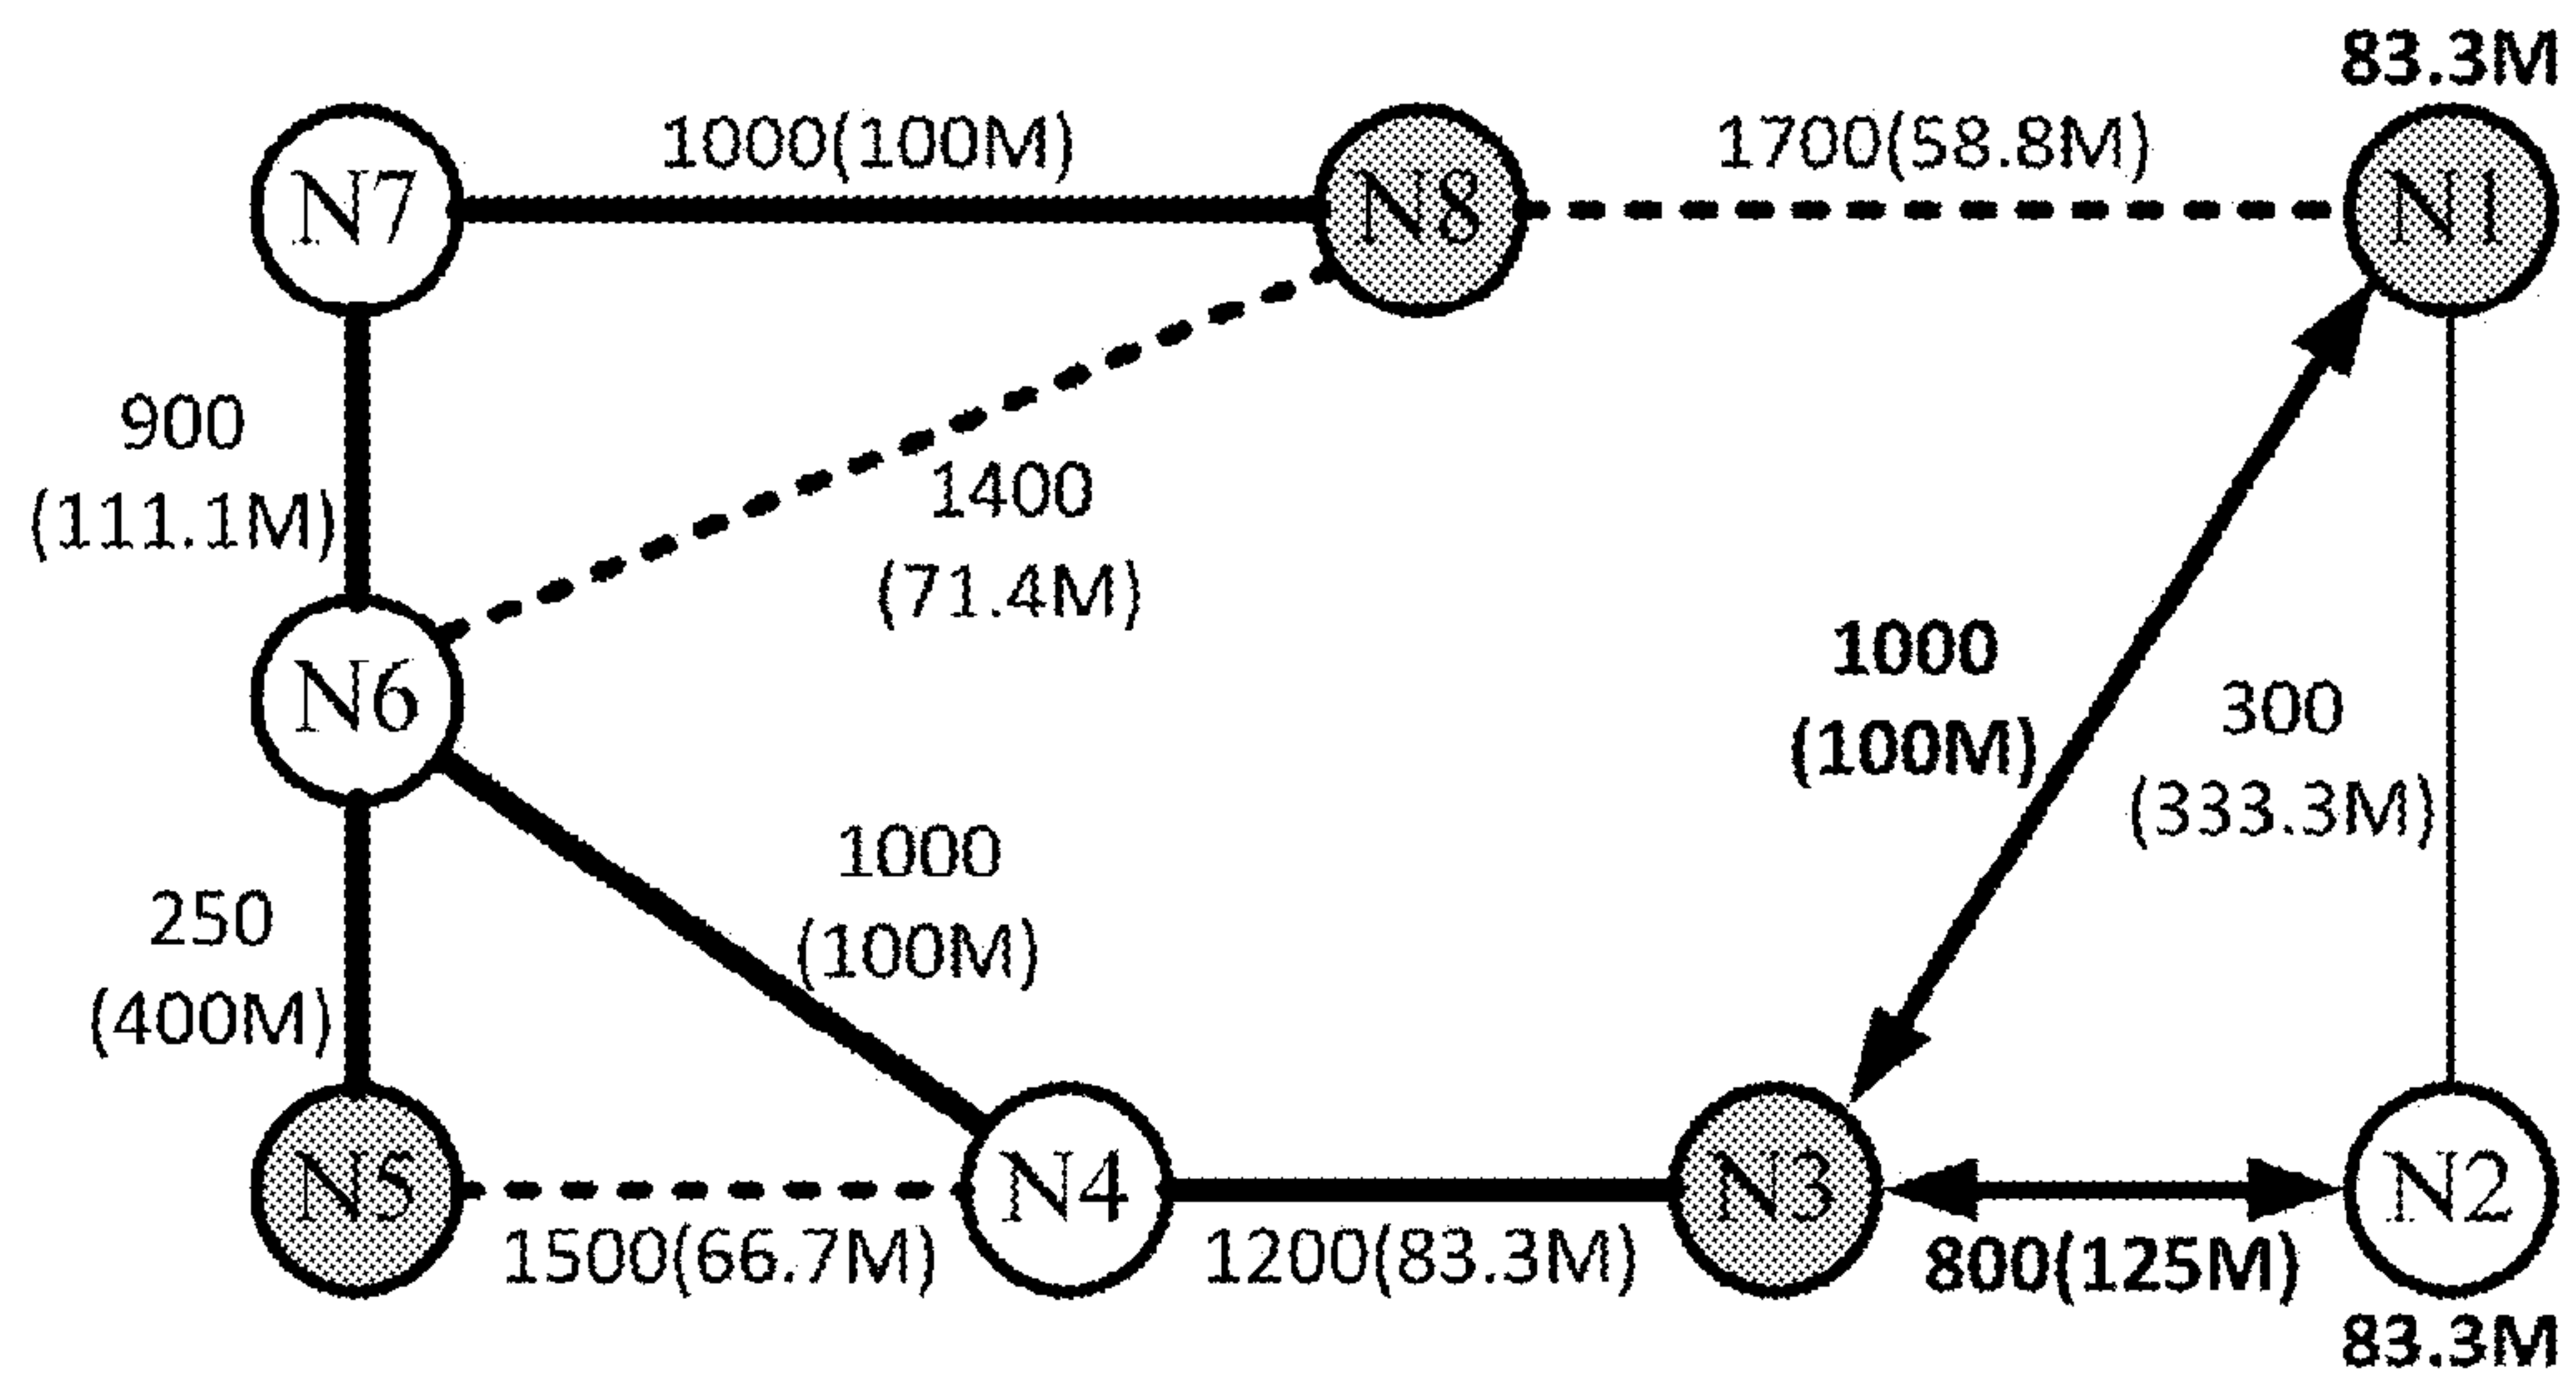 83.3M
1000(100M)
1700(58.8M)
N7
N8
N1
900
(111.1M)
1400
(71.4M)
1000
(100M)
300
(333.3M)
N6
1000
(100M)
250
(400M)
N5
N4
N3
N2
1500(66.7M)
1200(83.3M)
800(125M)
83.3M